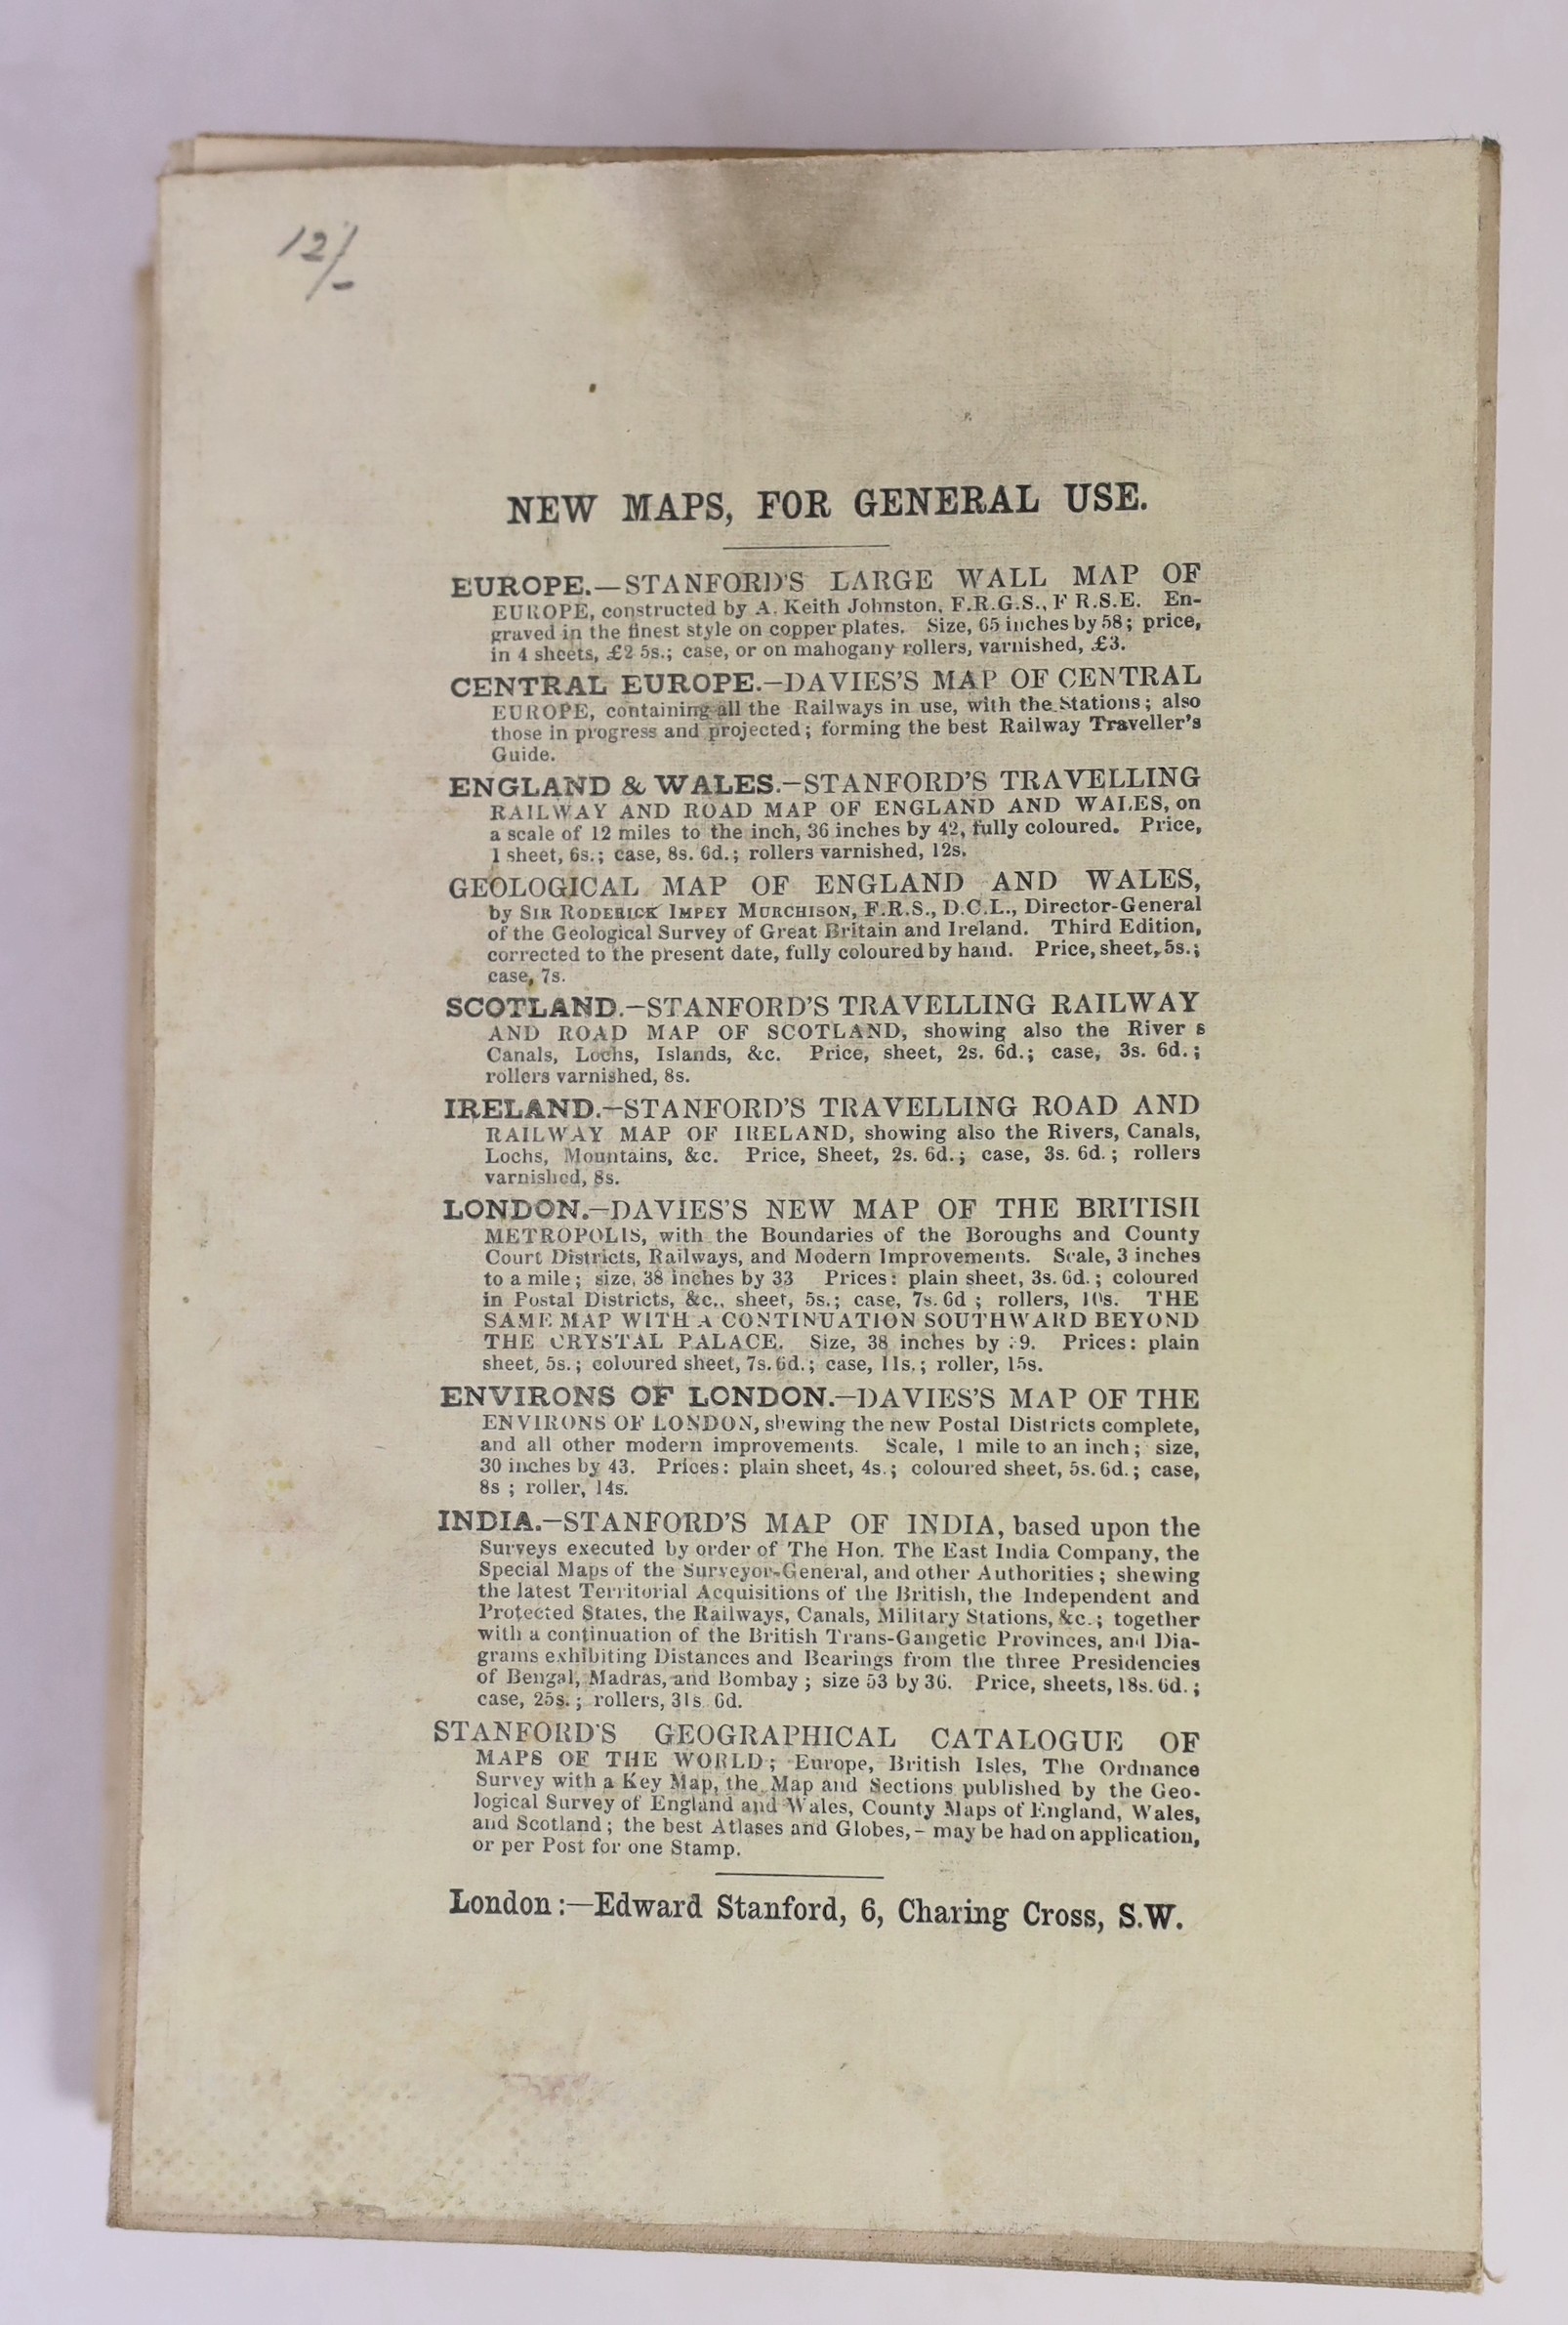 12/-
NEW MAPS, FOR GENERAL USE.
EUROPE.—STANFORD'S LARGE WALL MAP OF
EUROPE, constructed by A. Keith Johnston, F.R.G.S., F R.S.E. En-
graved in the finest style on copper plates. Size, 65 inches by 58; price,
in 4 sheets, £2 5s.; case, or on mahogany rollers, varnished, £3.
CENTRAL EUROPE.—DAVIES'S MAP OF CENTRAL
EUROPE, containing all the Railways in use, with the Stations; also
those in progress and projected; forming the best Railway Traveller's
Guide.
ENGLAND & WALES.—STANFORD'S TRAVELLING
RAILWAY AND ROAD MAP OF ENGLAND AND WALES, on
a scale of 12 miles to the inch, 36 inches by 42, fully coloured. Price,
1 sheet, 6s.; case, 8s. 6d.; rollers varnished, 12s.
GEOLOGICAL MAP OF ENGLAND AND WALES,
by SIR RODERICK IMPEY MURCHISON, F.R.S., D.C.L., Director-General
of the Geological Survey of Great Britain and Ireland. Third Edition,
corrected to the present date, fully coloured by hand. Price, sheet, 5s.;
case, 7s.
SCOTLAND.—STANFORD'S TRAVELLING RAILWAY
AND ROAD MAP OF SCOTLAND, showing also the River s
Canals, Lochs, Islands, &c. Price, sheet, 2s. 6d.; case, 3s. 6d.;
rollers varnished, 8s.
IRELAND.—STANFORD'S TRAVELLING ROAD AND
RAILWAY MAP OF IRELAND, showing also the Rivers, Canals,
Lochs, Mountains, &c. Price, Sheet, 2s. 6d.; case, 3s. 6d.; rollers
varnished, 8s.
LONDON.—DAVIES'S NEW MAP OF THE BRITISH
METROPOLIS, with the Boundaries of the Boroughs and County
Court Districts, Railways, and Modern Improvements. Scale, 3 inches
to a mile; size, 38 inches by 33 Prices: plain sheet, 3s. 6d.; coloured
in Postal Districts, &c., sheet, 5s.; case, 7s. 6d ; rollers, 10s. THE
SAME MAP WITH A CONTINUATION SOUTHWARD BEYOND
THE CRYSTAL PALACE. Size, 38 inches by Prices: plain
sheet, 5s.; coloured sheet, 7s. 6d.; case, 11s.; roller, 15s.
ENVIRONS OF LONDON.—DAVIES'S MAP OF THE
ENVIRONS OF LONDON, shewing the new Postal Districts complete,
and all other modern improvements. Scale, 1 mile to an inch; size,
30 inches by 43. Prices: plain sheet, 4s.; coloured sheet, 5s. 6d.; case,
8s ; roller, 14s.
INDIA.—STANFORD'S MAP OF INDIA, based upon the
Surveys executed by order of The Hon. The East India Company, the
Special Maps of the Surveyor-General, and other Authorities; shewing
the latest Territorial Acquisitions of the British, the Independent and
Protected States, the Railways, Canals, Military Stations, &c.; together
with a continuation of the British Trans-Gangetic Provinces, and Dia-
grams exhibiting Distances and Bearings from the three Presidencies
of Bengal, Madras, and Bombay; size 53 by 36. Price, sheets, 18s. 6d.;
case, 25s.; rollers, 31s. 6d.
STANFORD'S GEOGRAPHICAL CATALOGUE OF
MAPS OF THE WORLD; Europe, British Isles, The Ordnance
Survey with a Key Map, the Map and Sections published by the Geo-
logical Survey of England and Wales, County Maps of England, Wales,
and Scotland; the best Atlases and Globes,- may be had on application,
or per Post for one Stamp.
London:—Edward Stanford, 6, Charing Cross, S.W.